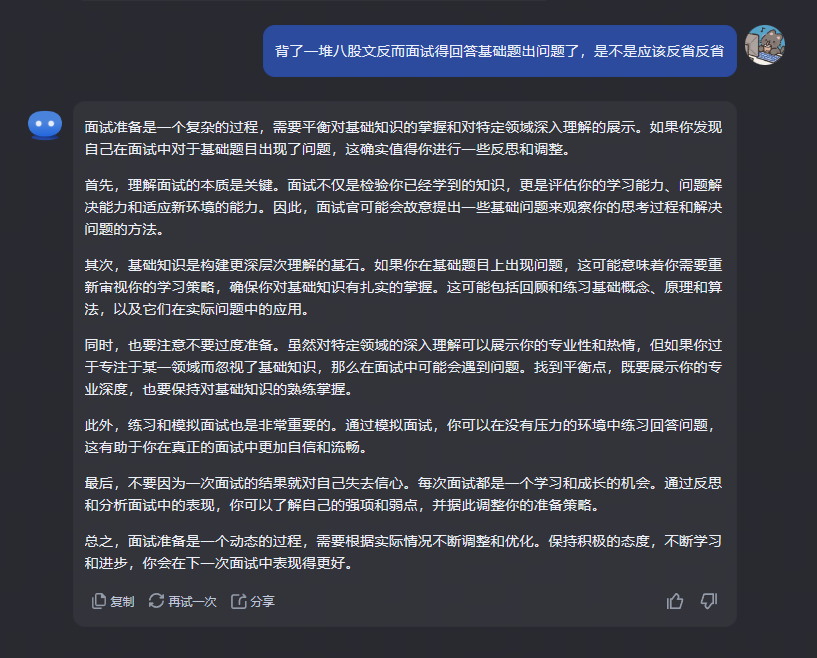 背了一堆八股文反而面试得回答基础题出问题了，是不是应该反省反省
面试准备是一个复杂的过程，需要平衡对基础知识的掌握和对特定领域深入理解的展示。如果你发现
自己在面试中对于基础题目出现了问题，这确实值得你进行一些反思和调整。
首先，理解面试的本质是关键。面试不仅是检验你已经学到的知识，更是评估你的学习能力、问题解
决能力和适应新环境的能力。因此，面试官可能会故意提出一些基础问题来观察你的思考过程和解决
问题的方法。
其次，基础知识是构建更深层次理解的基石。如果你在基础题目上出现问题，这可能意味着你需要重
新审视你的学习策略，确保你对基础知识有扎实的掌握。这可能包括回顾和练习基础概念、原理和算
法，以及它们在实际问题中的应用。
同时，也要注意不要过度准备。虽然对特定领域的深入理解可以展示你的专业性和热情，但如果你过
于专注于某一领域而忽视了基础知识，那么在面试中可能会遇到问题。找到平衡点，既要展示你的专
业深度，也要保持对基础知识的熟练掌握。
此外，练习和模拟面试也是非常重要的。通过模拟面试，你可以在没有压力的环境中练习回答问题，
这有助于你在真正的面试中更加自信和流畅。
最后，不要因为一次面试的结果就对自己失去信心。每次面试都是一个学习和成长的机会。通过反思
和分析面试中的表现，你可以了解自己的强项和弱点，并据此调整你的准备策略。
总之，面试准备是一个动态的过程，需要根据实际情况不断调整和优化。保持积极的态度，不断学习
和进步，你会在下一次面试中表现得更好。
复制 再试一次 分享